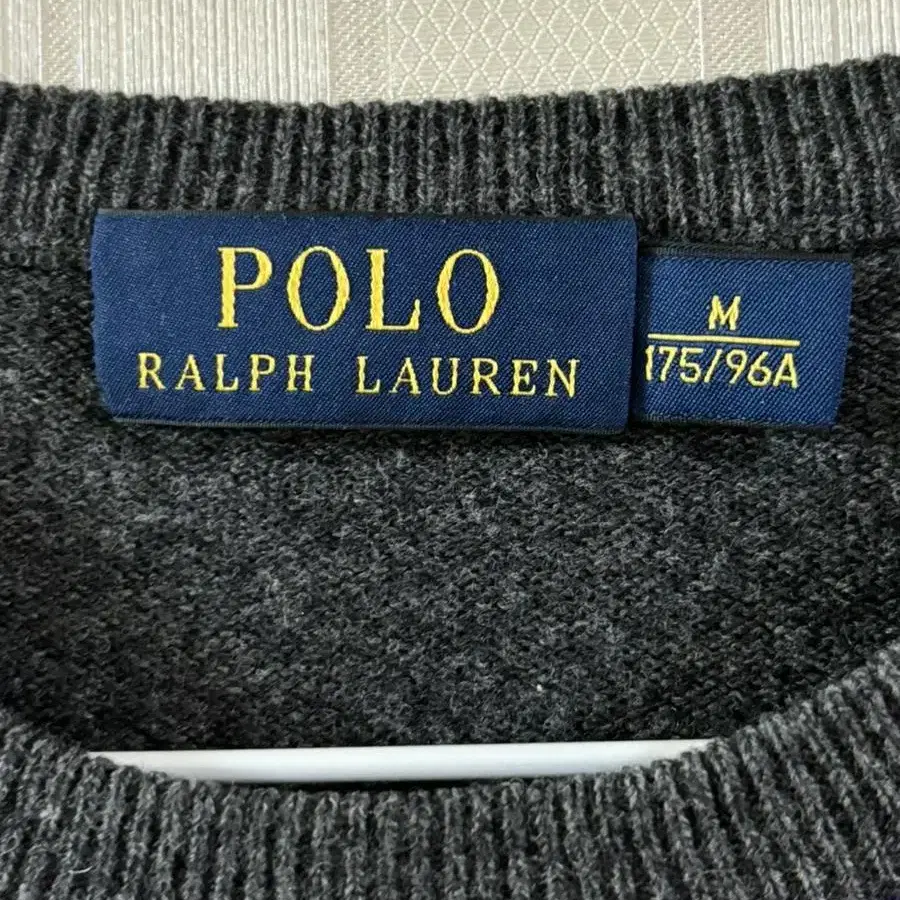 POLO
RALPH LAUREN
M
175/96A